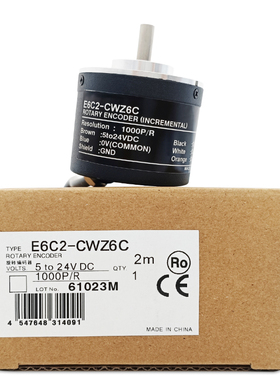 E6C2-CWZ6C
ROTARY ENCODER (INCREMENTAL)
Resolution : 1000P/R
Brown :5to24VDC
Blue :0V(COMMON)
Shield :GND
Black
White
Orange
TYPE E6C2-CWZ6C
ROTARY ENCODER
VOLTS 5 to 24V DC QTY 2m
1000P/R 1
LOT No. 61023M
Ro
4 547648 314091
MADE IN CHINA